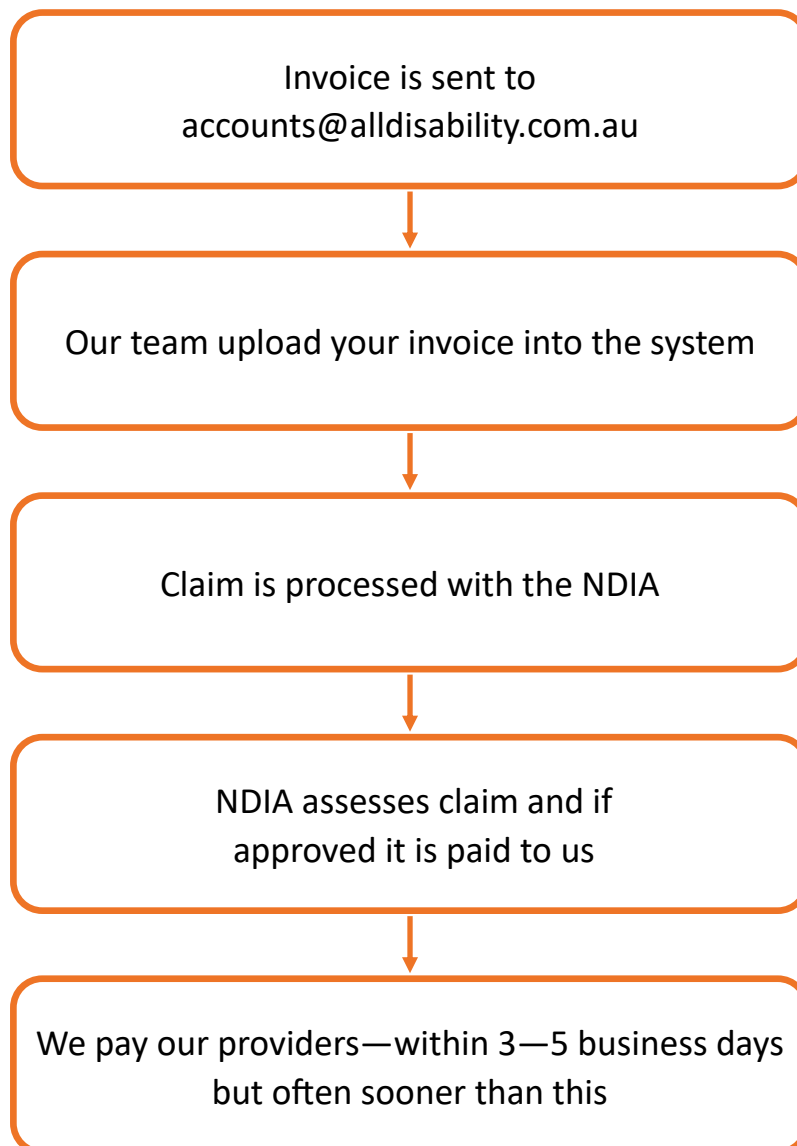 Invoice is sent to
accounts@alldisability.com.au
Our team upload your invoice into the system
Claim is processed with the NDIA
NDIA assesses claim and if
approved it is paid to us
We pay our providers—within 3—5 business days
but often sooner than this